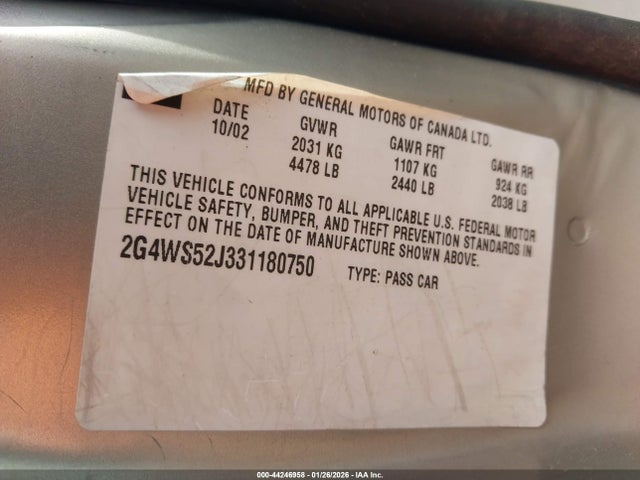 MFD BY GENERAL MOTORS OF CANADA LTD.
DATE GVWR GAWR FRT GAWR RR
10/02 2031 KG 1107 KG 924 KG
4478 LB 2440 LB 2038 LB
THIS VEHICLE CONFORMS TO ALL APPLICABLE U.S. FEDERAL MOTOR
VEHICLE SAFETY, BUMPER, AND THEFT PREVENTION STANDARDS IN
EFFECT ON THE DATE OF MANUFACTURE SHOWN ABOVE.
2G4WS52J331180750 TYPE: PASS CAR
000-44246958 - 01/26/2026 - IAA Inc.